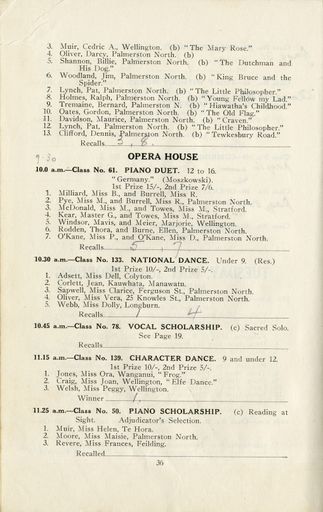 3. Muir, Cedric A., Wellington. (b) "The Mary Rose."
4. Oliver, Darcy, Palmerston North. (b)
5. Shannon, Billie, Palmerston North. (b) "The Dutchman and
His Dog."
6. Woodland, Jim, Palmerston North. (b) "King Bruce and the
Spider."
7. Lynch, Pat, Palmerston North. (b) "The Little Philosopher."
8. Holmes, Ralph, Palmerston North. (b) "Young Fellow my Lad."
9. Tremaine, Bernard, Palmerston N. (b) "Hiawatha's Childhood."
10. Oates, Gordon, Palmerston North. (b) "The Old Flag."
11. Davidson, Maurice, Palmerston North. (b) "Craven."
12. Lynch, Pat, Palmerston North. (b) "The Little Philosopher."
13. Clifford, Dennis, Palmerston North. (b) "Tewkesbury Road."
Recalls 3, 8.
9.30
OPERA HOUSE
10.0 a.m.—Class No. 61. PIANO DUET. 12 to 16.
"Germany." (Moszkowski).
1st Prize 15/-, 2nd Prize 7/6.
1. Milliard, Miss B., and Burrell, Miss R.
2. Pye, Miss M., and Burrell, Miss R., Palmerston North.
3. McDonald, Miss M., and Towes, Miss M., Stratford.
4. Kear, Master G., and Towes, Miss M., Stratford.
5. Windsor, Mavis, and Meier, Marjorie, Wellington.
6. Rodden, Thora, and Burne, Ellen, Palmerston North.
7. O'Kane, Miss P., and O'Kane, Miss D., Palmerston North.
Recalls 5, 7
10.30 a.m.—Class No. 133. NATIONAL DANCE. Under 9. (Res.)
1st Prize 10/-, 2nd Prize 5/-.
1. Adsett, Miss Dell, Colyton.
2. Corlett, Jean, Kauwhata, Manawatu.
3. Sapwell, Miss Clarice, Ferguson St., Palmerston North.
4. Oliver, Miss Vera, 25 Knowles St., Palmerston North.
5. Webb, Miss Dolly, Longburn.
Recalls 1 4
10.45 a.m.—Class No. 78. VOCAL SCHOLARSHIP. (c) Sacred Solo.
See Page 19.
Recalls
11.15 a.m.—Class No. 139. CHARACTER DANCE. 9 and under 12.
1st Prize 10/-, 2nd Prize 5/-.
1. Jones, Miss Ora, Wanganui, "Frog."
2. Craig, Miss Joan, Wellington, "Elfe Dance."
3. Welsh, Miss Peggy, Wellington.
Winner 1
11.25 a.m.—Class No. 50. PIANO SCHOLARSHIP. (c) Reading at
Sight. Adjudicator's Selection.
1. Muir, Miss Helen, Te Hora.
2. Moore, Miss Maisie, Palmerston North.
3. Revere, Miss Frances, Feilding.
Recalled
36